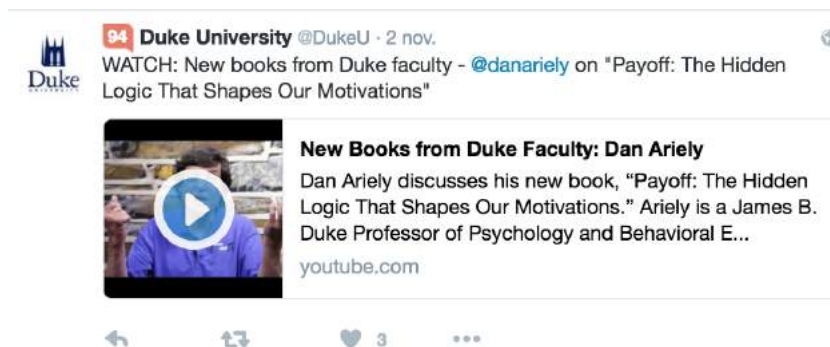 94 Duke University @DukeU · 2 nov.
WATCH: New books from Duke faculty - @danariely on "Payoff: The Hidden
Logic That Shapes Our Motivations"
Duke
UNIVERSITY
New Books from Duke Faculty: Dan Ariely
Dan Ariely discusses his new book, “Payoff: The Hidden
Logic That Shapes Our Motivations.” Ariely is a James B.
Duke Professor of Psychology and Behavioral E...
youtube.com
3